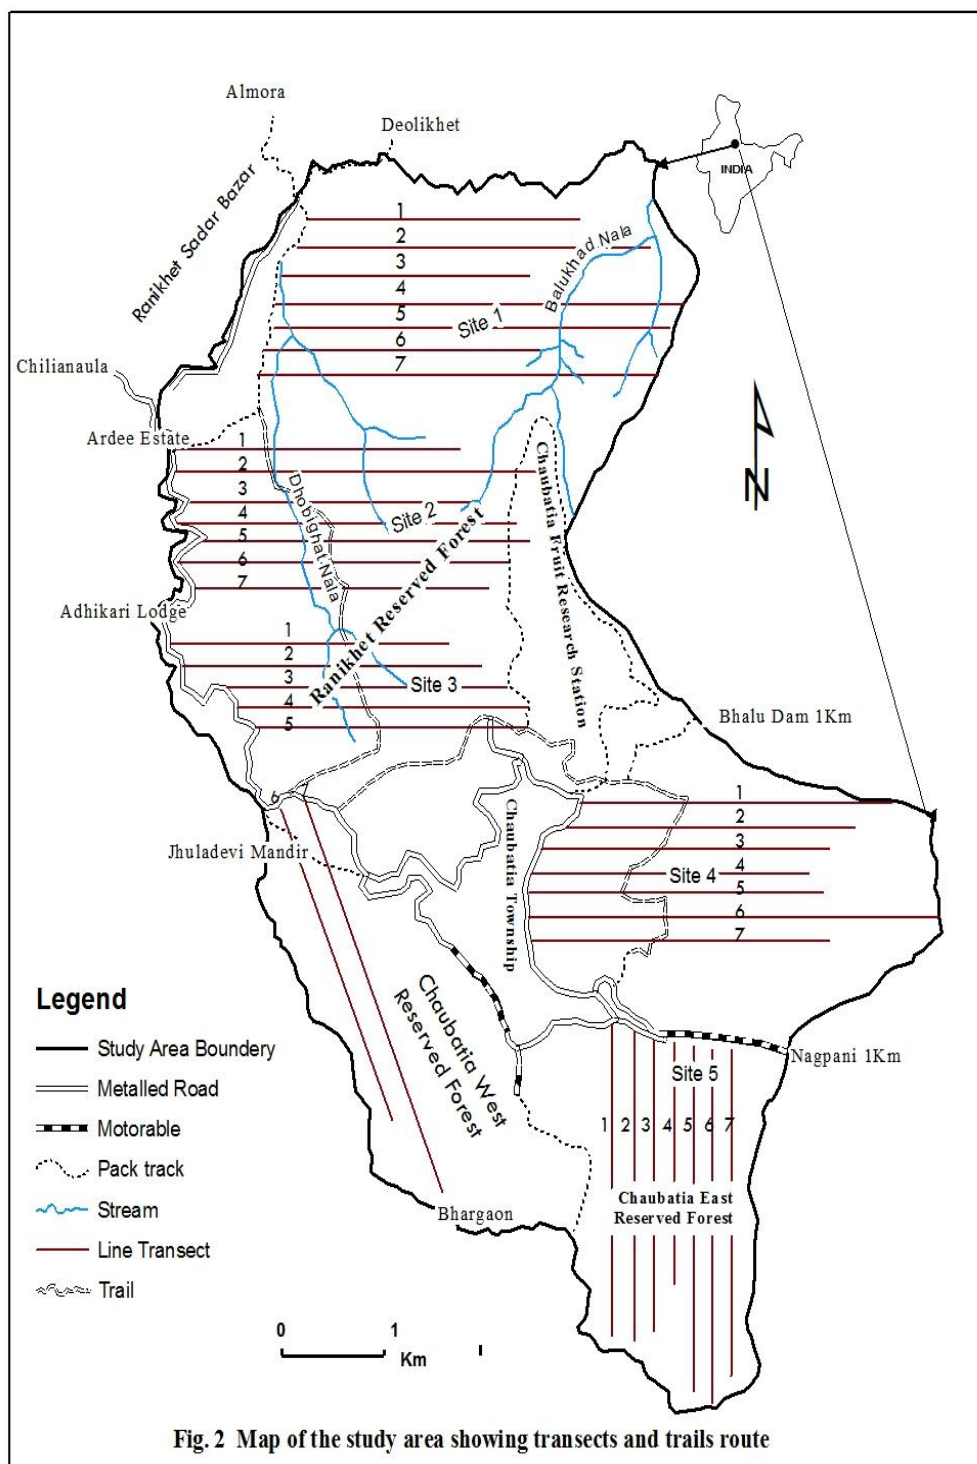 Almora
Deolikhet
INDIA
Ranikhet Sadar Bazar
1
2
Balukhad Nala
3
4
5
Site 1
6
7
Chilianaula
Ardee Estate
1
2
3
4
Site 2
5
6
7
Dhobighat Nala
Ranikhet Reserved Forest
Chaubatia Fruit Research Station
N
Adhikari Lodge
1
2
3
Site 3
4
5
6
7
Bhalu Dam 1Km
Jhuladevi Mandir
Chaubatia Township
1
2
3
4
Site 4
5
6
7
Chaubatia West
Reserved Forest
Nagpani 1Km
Site 5
1 2 3 4 5 6 7
Chaubatia East
Reserved Forest
Bhargaon
Legend
Study Area Boundery
Metalled Road
Motorable
Pack track
Stream
Line Transect
Trail
0 1
Km
Fig. 2 Map of the study area showing transects and trails route